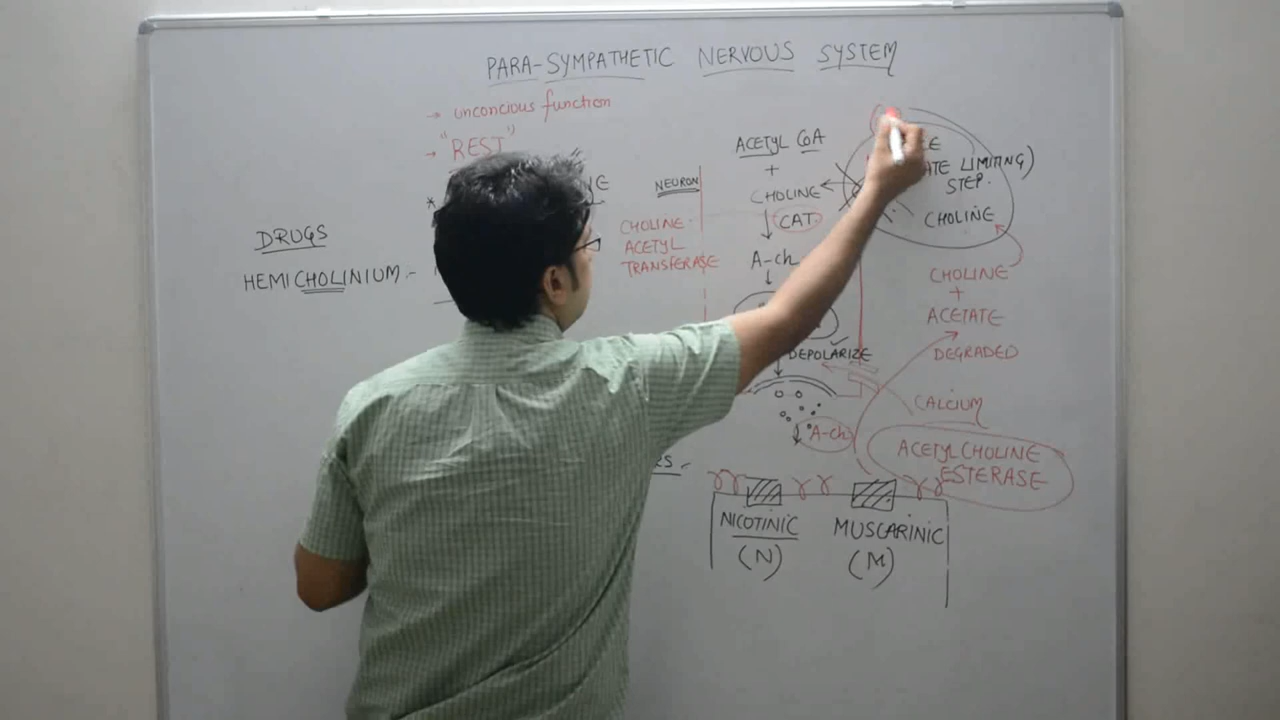 PARA-SYMPATHETIC NERVOUS SYSTEM
→ unconcious function
→ "REST"
*
DRUGS
HEMICHOLINIUM -
NEURON
CHOLINE
ACETYL
TRANSFERASE
ACETYL CoA
+
CHOLINE
CAT
A-ch
DEPOLARIZE
A-ch
ATE LIMITING)
STEP.
CHOLINE
CHOLINE
+
ACETATE
DEGRADED
CALCIUM
ACETYLCHOLINE
ESTERASE
NICOTINIC
(N)
MUSCARINIC
(M)